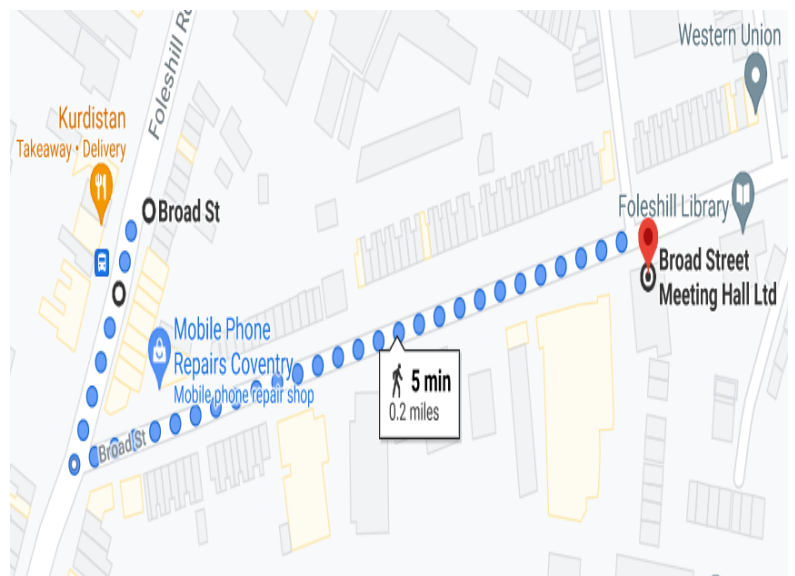 Western Union
Foleshill Ro
Kurdistan
Takeaway • Delivery
Broad St
Foleshill Library
Broad Street
Meeting Hall Ltd
Mobile Phone
Repairs Coventry
Mobile phone repair shop
5 min
0.2 miles
Broad St